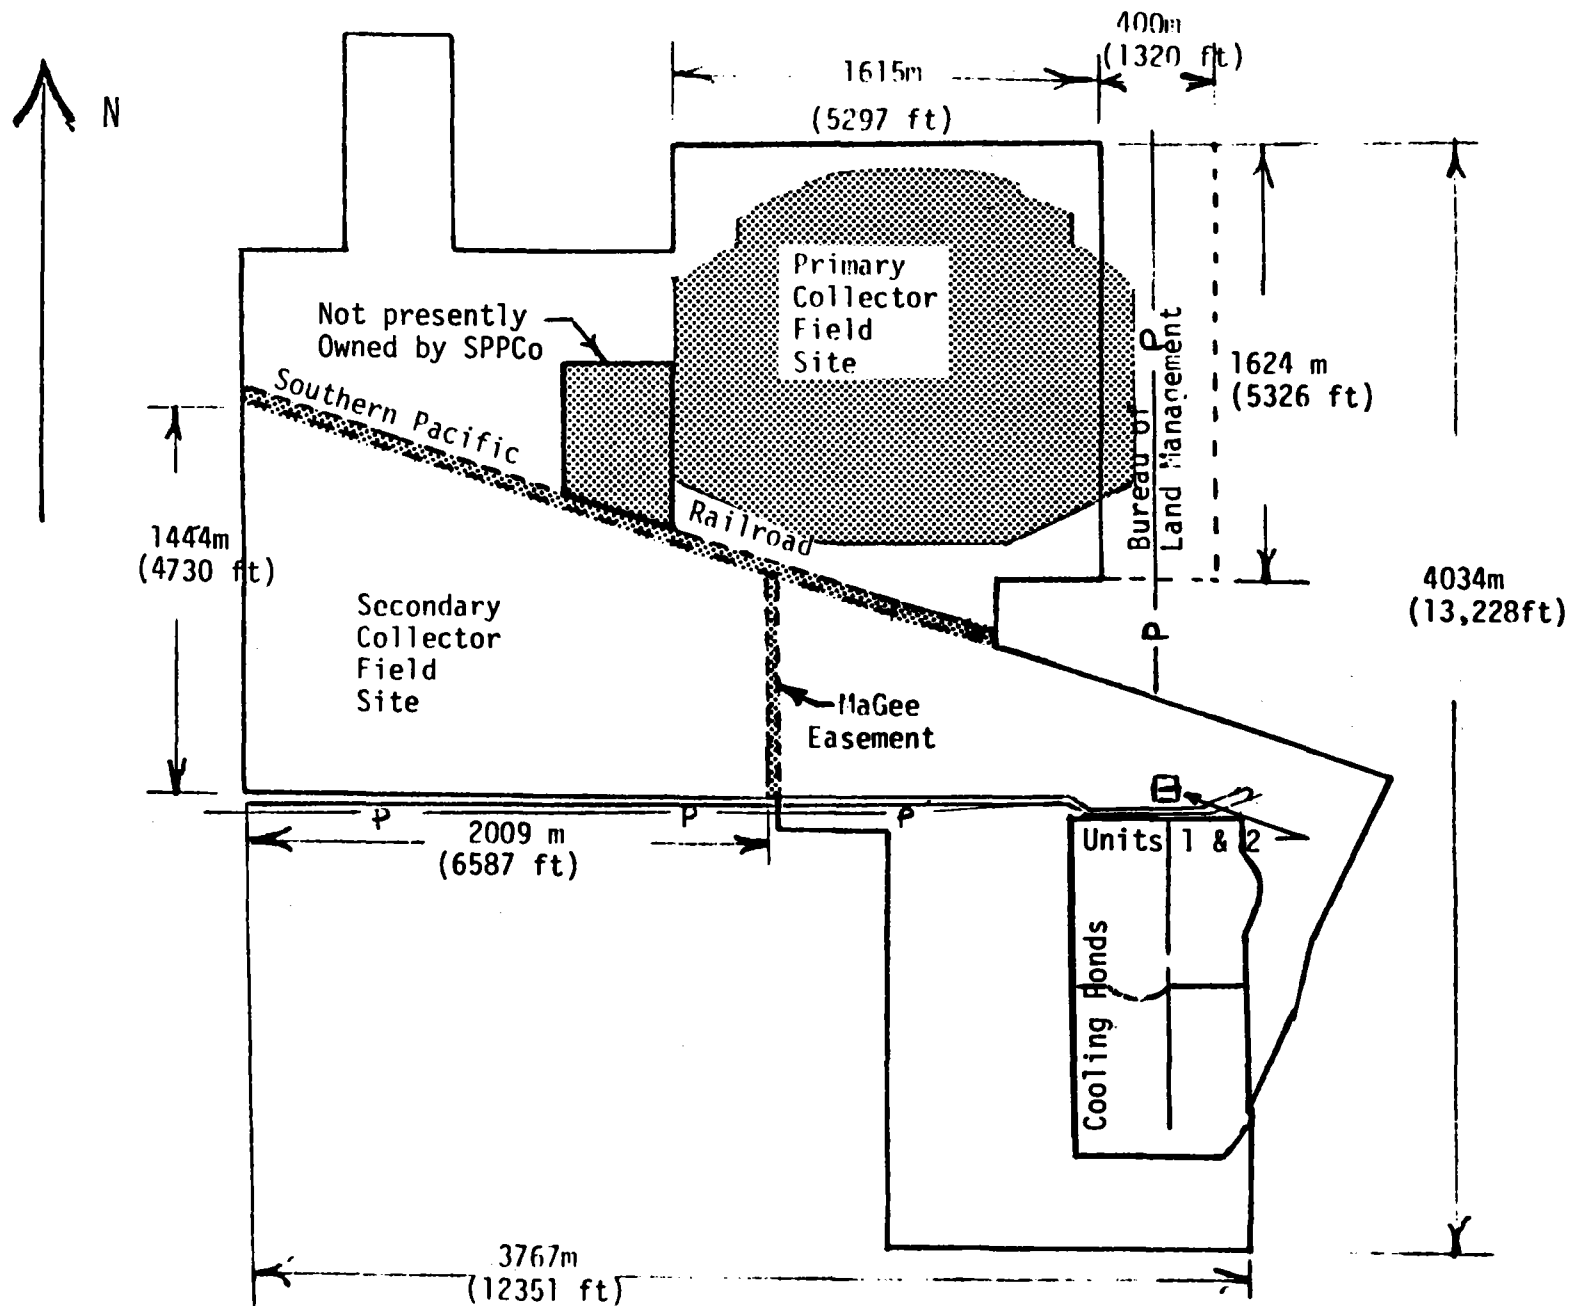 400m
(1320 ft)
1615m
(5297 ft)
N
Primary
Collector
Field
Site
Not presently
Owned by SPPCo
P
Bureau of
Land Management
1624 m
(5326 ft)
Southern Pacific
Railroad
1444m
(4730 ft)
4034m
(13,228ft)
Secondary
Collector
Field
Site
P
MaGee
Easement
P
P
P
2009 m
(6587 ft)
Units 1 & 2
Cooling Ponds
3767m
(12351 ft)